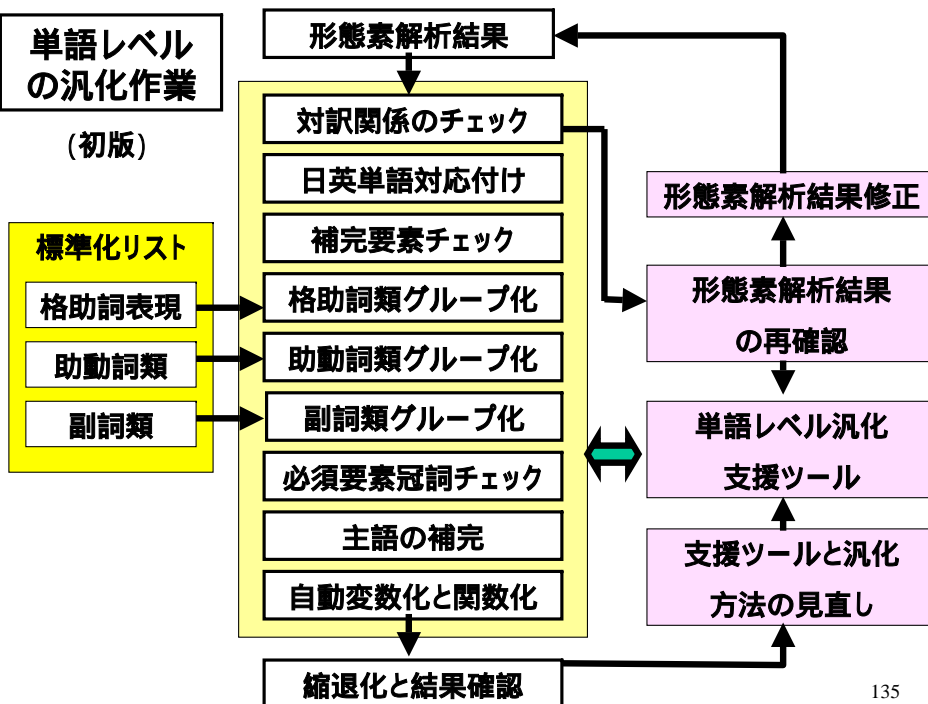 単語レベル
の汎化作業
(初版)
形態素解析結果
対訳関係のチェック
日英単語対応付け
補完要素チェック
格助詞類グループ化
助動詞類グループ化
副詞類グループ化
必須要素冠詞チェック
主語の補完
自動変数化と関数化
縮退化と結果確認
標準化リスト
格助詞表現
助動詞類
副詞類
形態素解析結果修正
形態素解析結果
の再確認
単語レベル汎化
支援ツール
支援ツールと汎化
方法の見直し
135